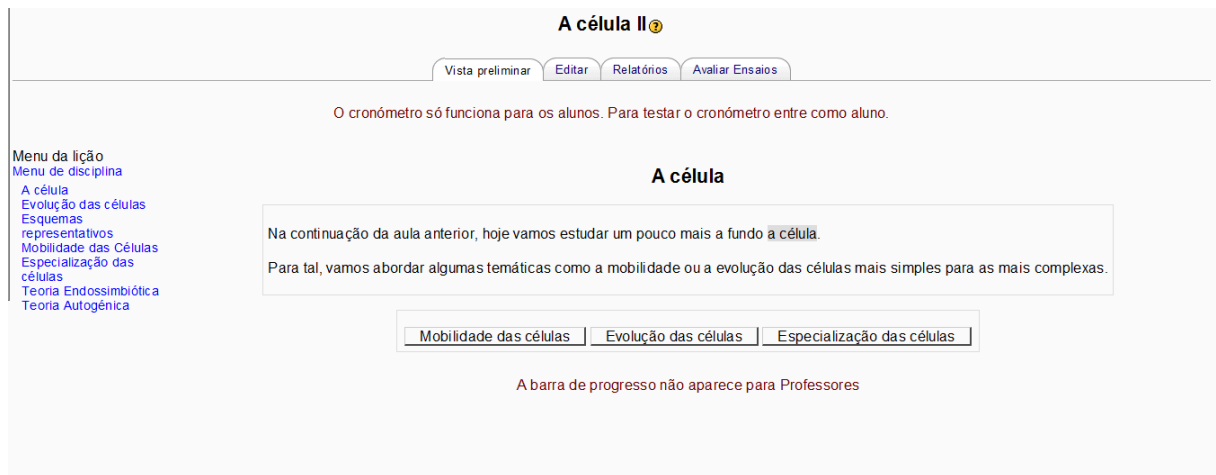 A célula II
Vista preliminar
Editar
Relatórios
Avaliar Ensaios
O cronómetro só funciona para os alunos. Para testar o cronómetro entre como aluno.
Menu da lição
Menu de disciplina
A célula
Evolução das células
Esquemas
representativos
Mobilidade das Células
Especialização das
células
Teoria Endossimbiótica
Teoria Autogénica
A célula
Na continuação da aula anterior, hoje vamos estudar um pouco mais a fundo a célula.
Para tal, vamos abordar algumas temáticas como a mobilidade ou a evolução das células mais simples para as mais complexas.
Mobilidade das células
Evolução das células
Especialização das células
A barra de progresso não aparece para Professores